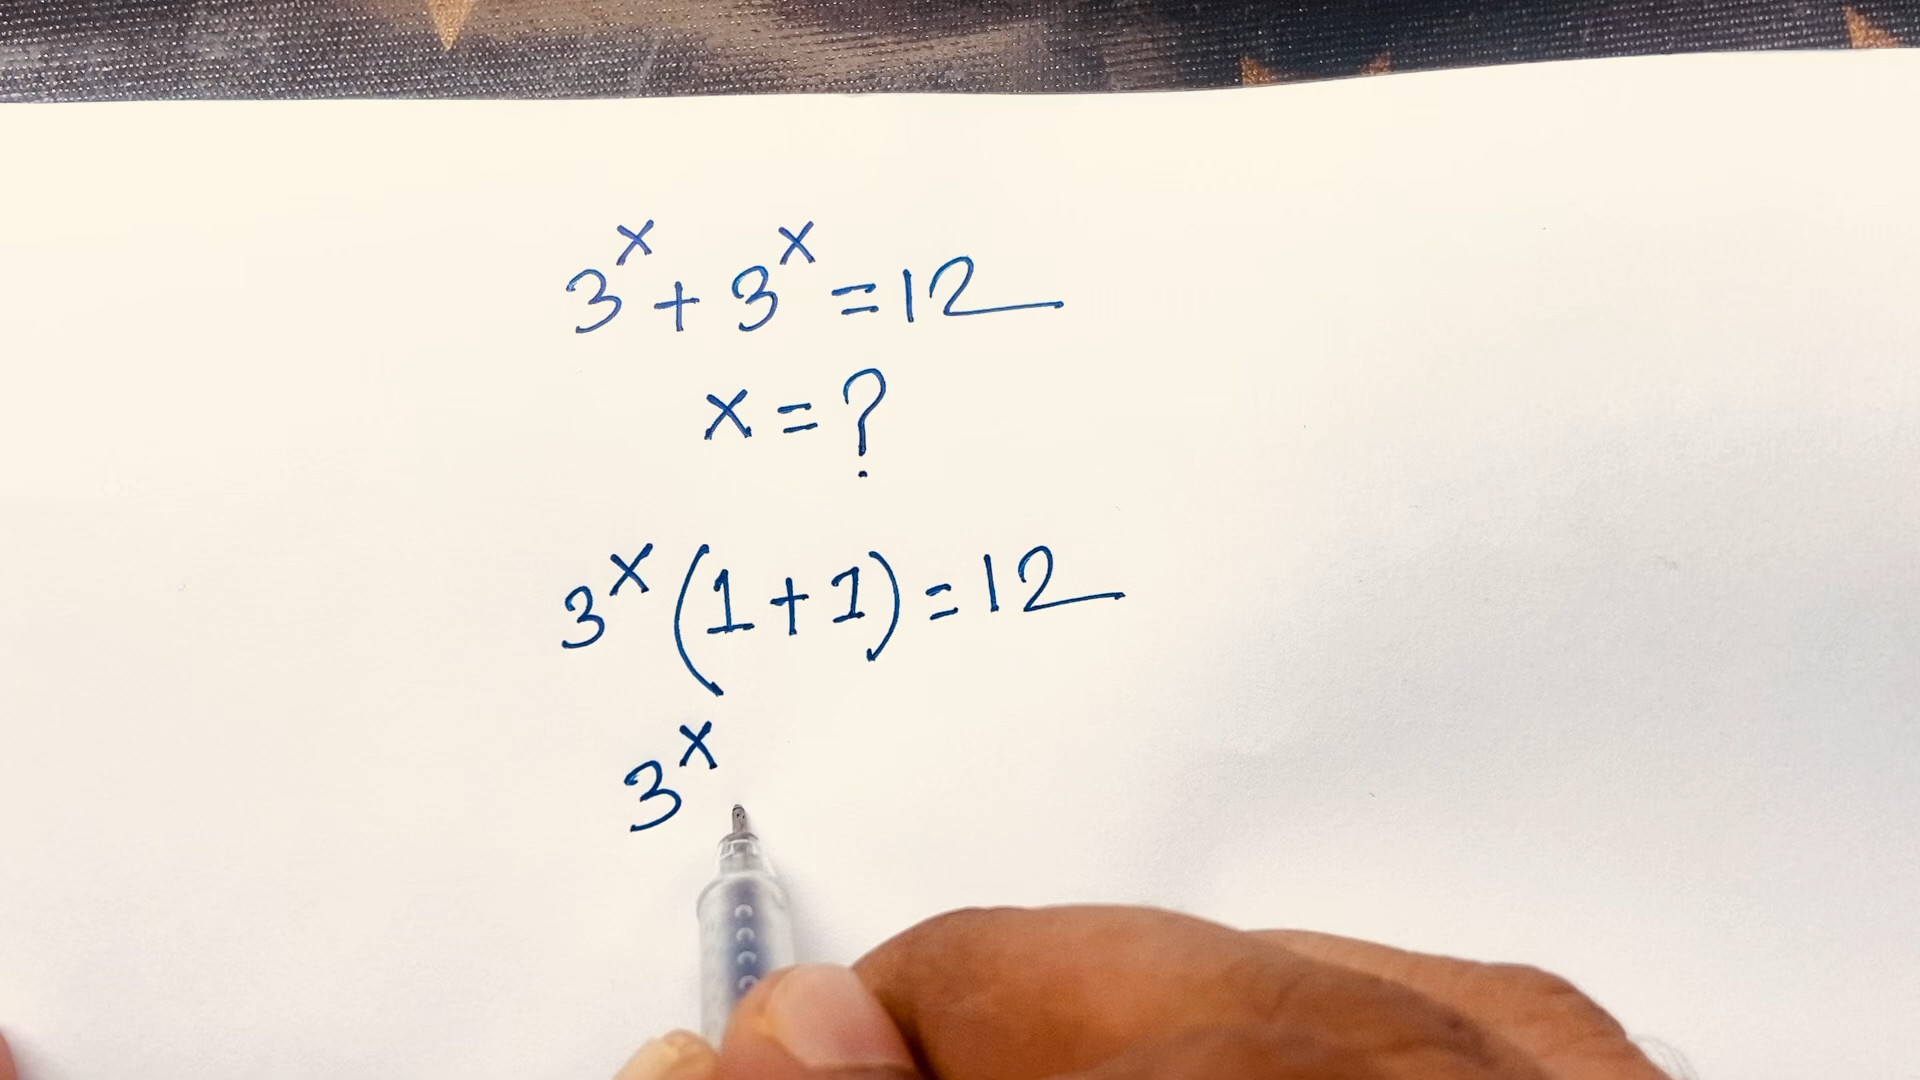 3^x + 3^x = 12
x = ?
3^x (1 + 1) = 12
3^x